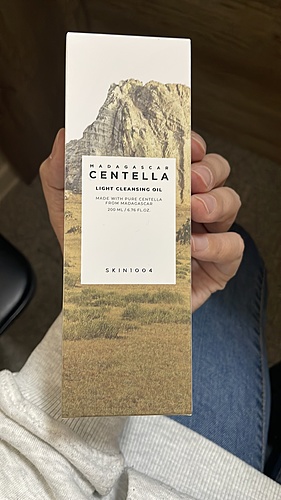 MADAGASCAR
CENTELLA
LIGHT CLEANSING OIL
MADE WITH PURE CENTELLA
FROM MADAGASCAR
200 ML / 6.76 FL.OZ.
SKIN1004